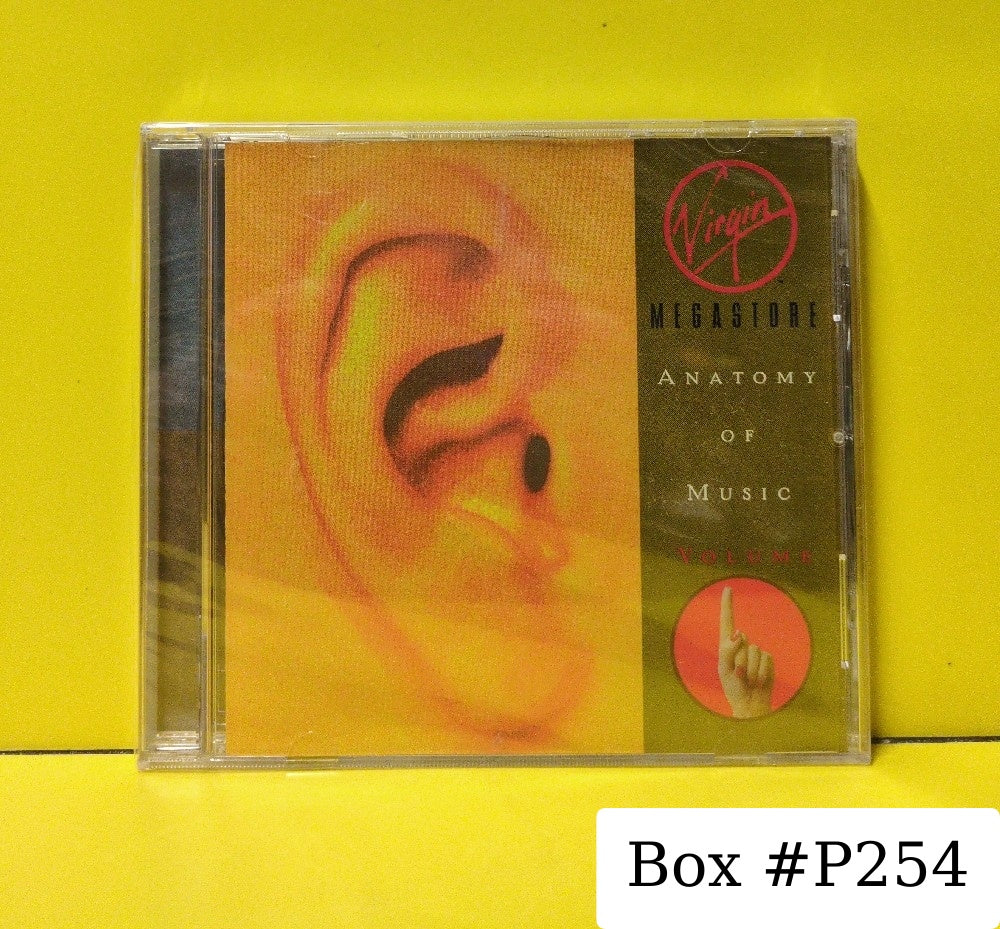 Virgin
MEGASTORE
ANATOMY
OF
MUSIC
VOLUME
Box #P254